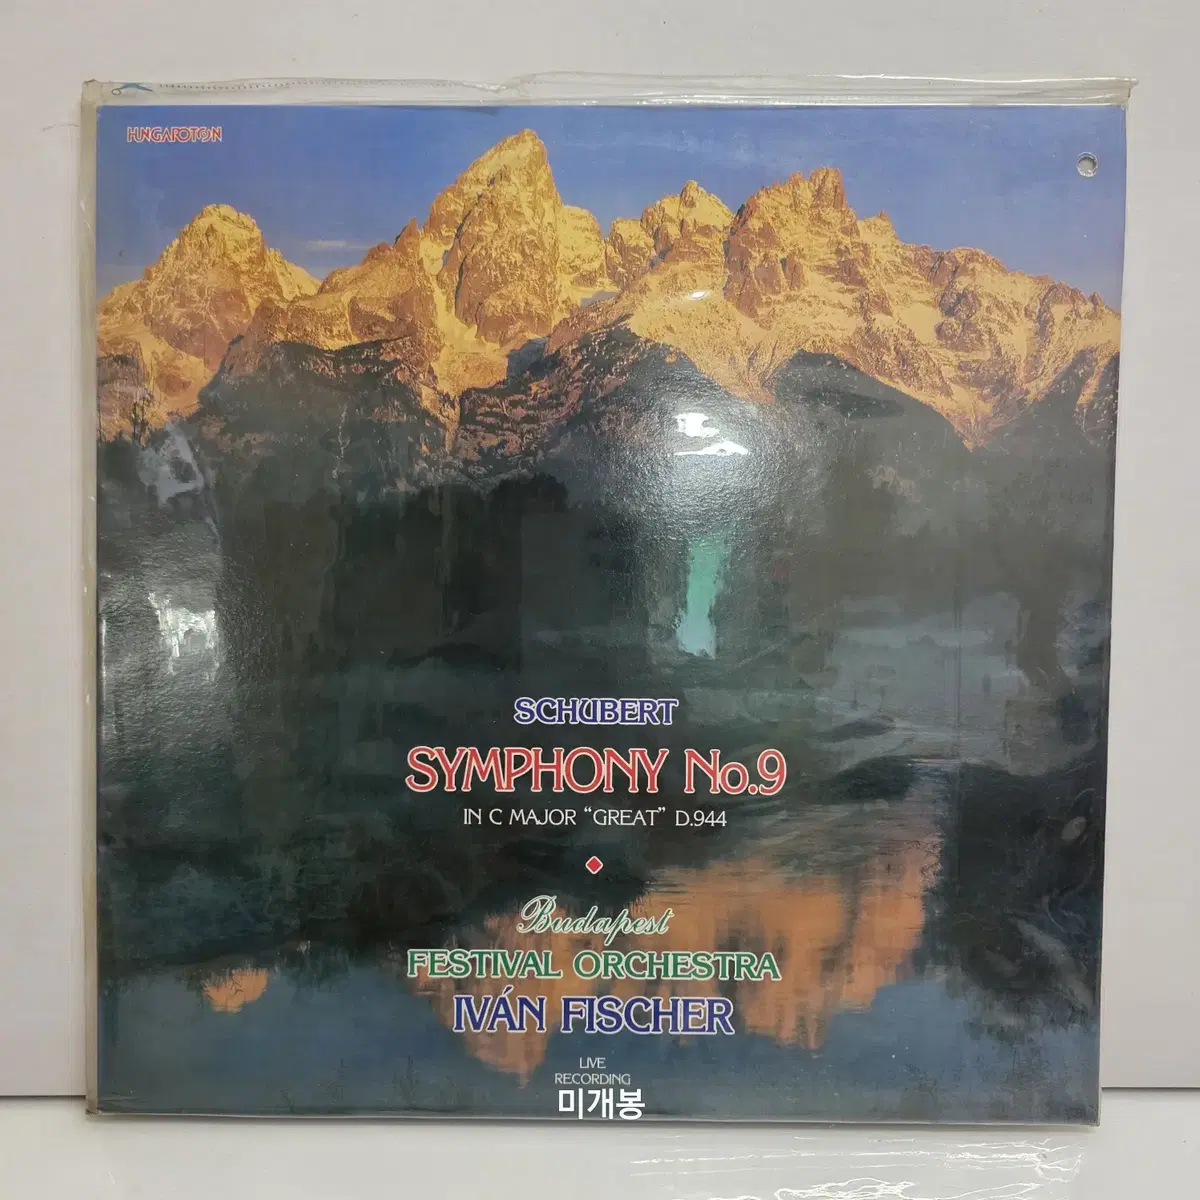 HUNGAROTON
SCHUBERT
SYMPHONY No.9
IN C MAJOR “GREAT” D.944
Budapest
FESTIVAL ORCHESTRA
IVÁN FISCHER
LIVE
RECORDING
미개봉